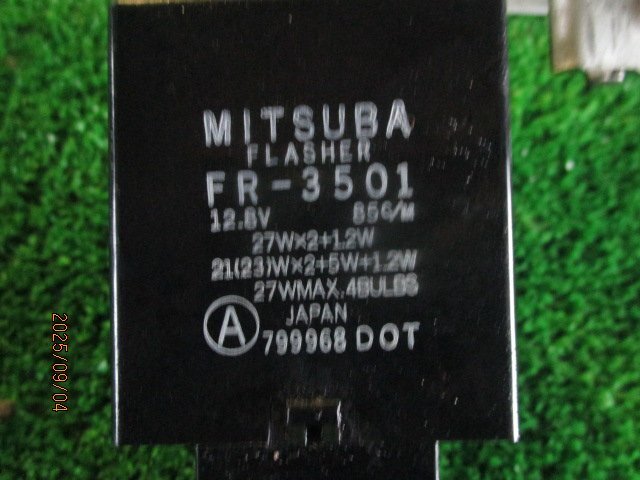 MITSUBA
FLASHER
FR-3501
12.8V 85C/M
27W×2+1.2W
21(23)W×2+5W+1.2W
27WMAX.4BULBS
JAPAN
A 799968 DOT
2025/09/04